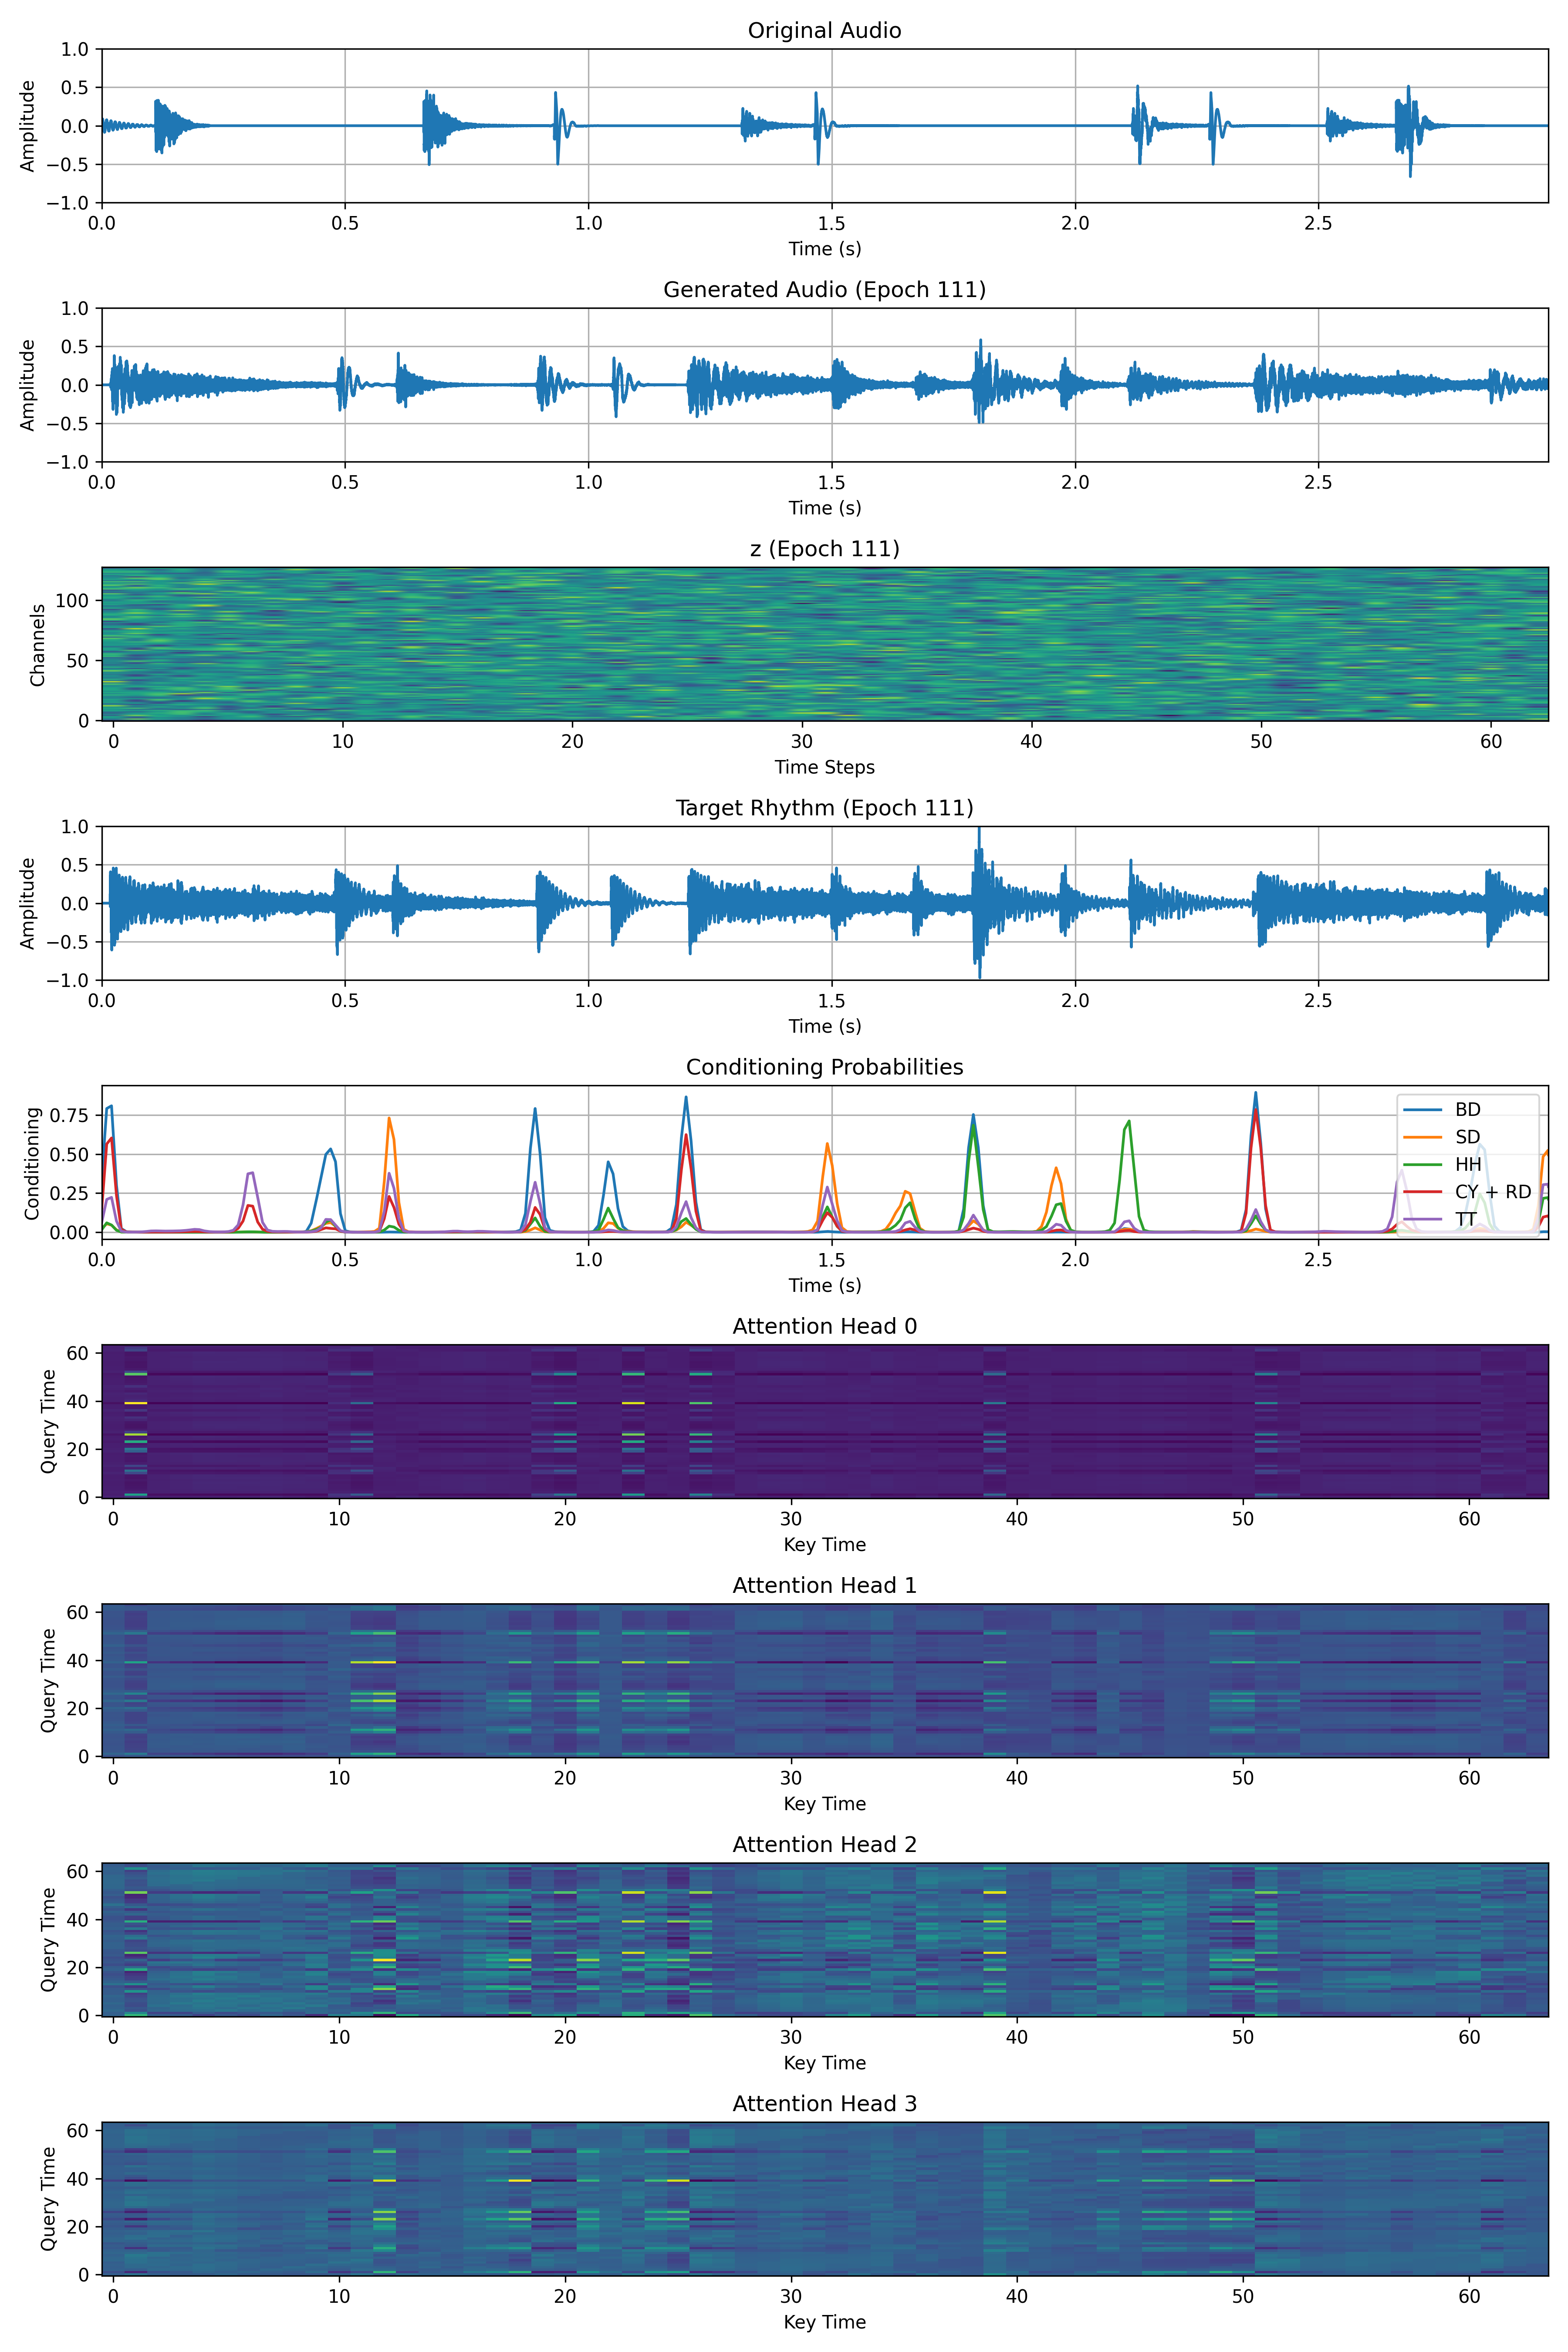 Original Audio
1.0
0.5
0.0
−0.5
−1.0
Amplitude
0.0 0.5 1.0 1.5 2.0 2.5
Time (s)
Generated Audio (Epoch 111)
1.0
0.5
0.0
−0.5
−1.0
Amplitude
0.0 0.5 1.0 1.5 2.0 2.5
Time (s)
z (Epoch 111)
100
50
0
Channels
0 10 20 30 40 50 60
Time Steps
Target Rhythm (Epoch 111)
1.0
0.5
0.0
−0.5
−1.0
Amplitude
0.0 0.5 1.0 1.5 2.0 2.5
Time (s)
Conditioning Probabilities
0.75
0.50
0.25
0.00
Conditioning
BD
SD
HH
CY + RD
TT
0.0 0.5 1.0 1.5 2.0 2.5
Time (s)
Attention Head 0
60
40
20
0
Query Time
0 10 20 30 40 50 60
Key Time
Attention Head 1
60
40
20
0
Query Time
0 10 20 30 40 50 60
Key Time
Attention Head 2
60
40
20
0
Query Time
0 10 20 30 40 50 60
Key Time
Attention Head 3
60
40
20
0
Query Time
0 10 20 30 40 50 60
Key Time